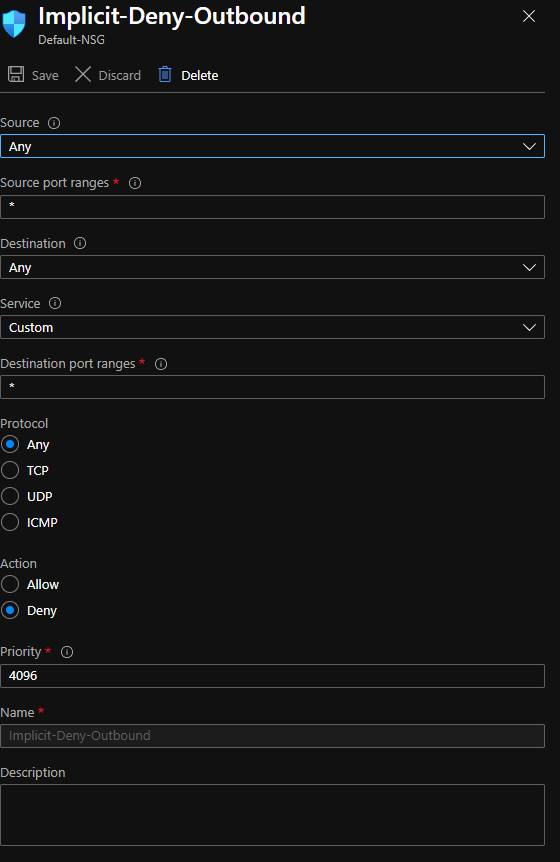 Implicit-Deny-Outbound
Default-NSG
Save Discard Delete
Source
Any
Source port ranges *
*
Destination
Any
Service
Custom
Destination port ranges *
*
Protocol
Any
TCP
UDP
ICMP
Action
Allow
Deny
Priority *
4096
Name *
Implicit-Deny-Outbound
Description